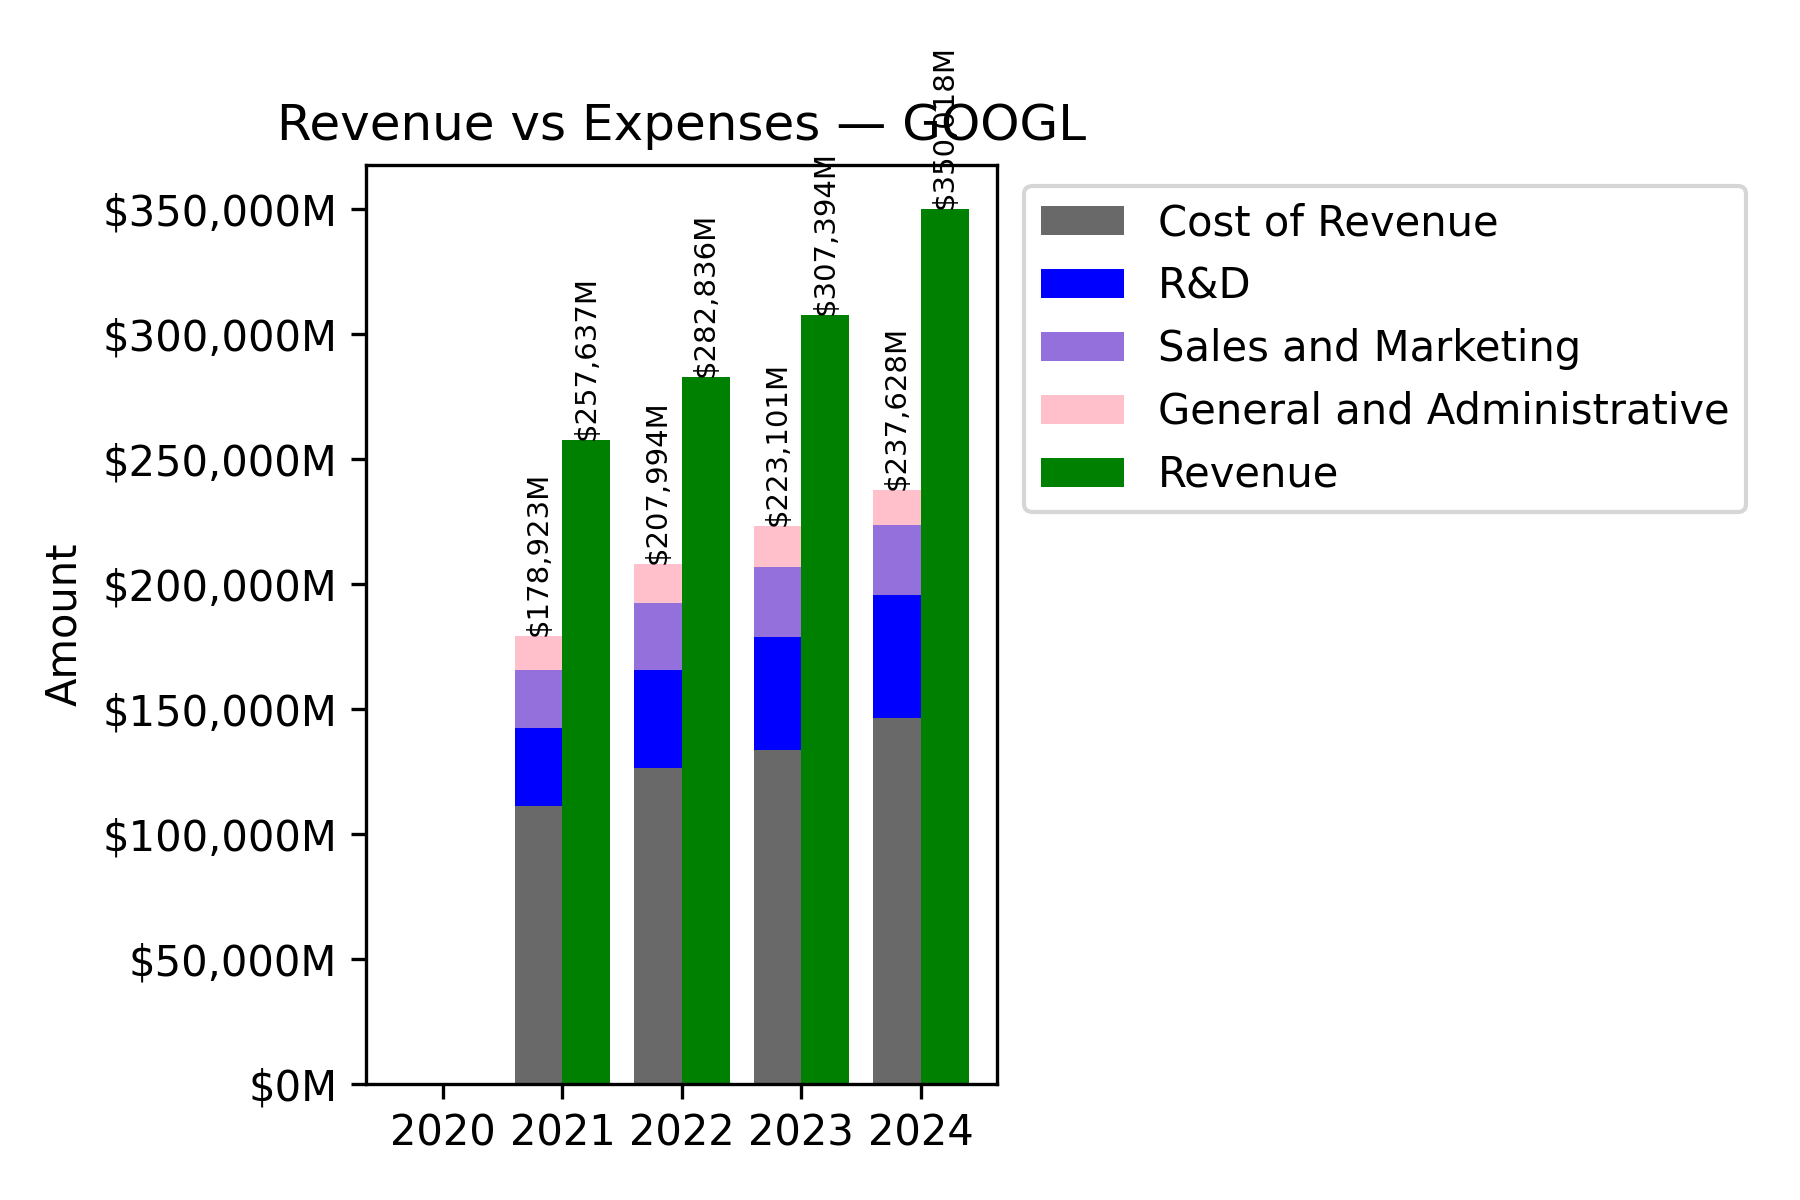 Revenue vs Expenses — GOOGL
$350,000M
$300,000M
$250,000M
$200,000M
$150,000M
$100,000M
$50,000M
$0M
Amount
$178,923M
$257,637M
$207,994M
$282,836M
$223,101M
$307,394M
$237,628M
$350,018M
2020 2021 2022 2023 2024
Cost of Revenue
R&D
Sales and Marketing
General and Administrative
Revenue